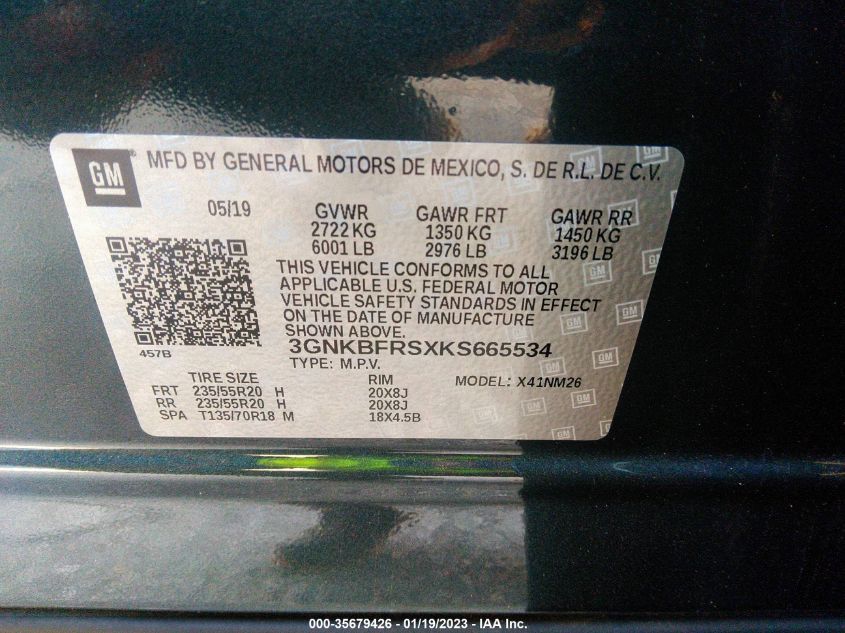 GM MFD BY GENERAL MOTORS DE MEXICO, S. DE R.L. DE C.V.
05/19 GVWR GAWR FRT GAWR RR
2722 KG 1350 KG 1450 KG
6001 LB 2976 LB 3196 LB
THIS VEHICLE CONFORMS TO ALL
APPLICABLE U.S. FEDERAL MOTOR
VEHICLE SAFETY STANDARDS IN EFFECT
ON THE DATE OF MANUFACTURE
SHOWN ABOVE.
457B
3GNKBFRSXKS665534
TYPE: M.P.V.
TIRE SIZE RIM MODEL: X41NM26
FRT 235/55R20 H 20X8J
RR 235/55R20 H 20X8J
SPA T135/70R18 M 18X4.5B
000-35679426 - 01/19/2023 - IAA Inc.